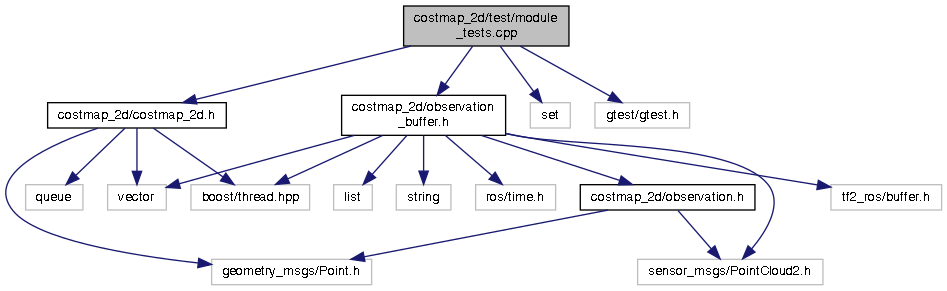 costmap_2d/test/module
_tests.cpp
costmap_2d/costmap_2d.h
costmap_2d/observation
_buffer.h
set
gtest/gtest.h
queue
vector
boost/thread.hpp
list
string
ros/time.h
costmap_2d/observation.h
tf2_ros/buffer.h
geometry_msgs/Point.h
sensor_msgs/PointCloud2.h